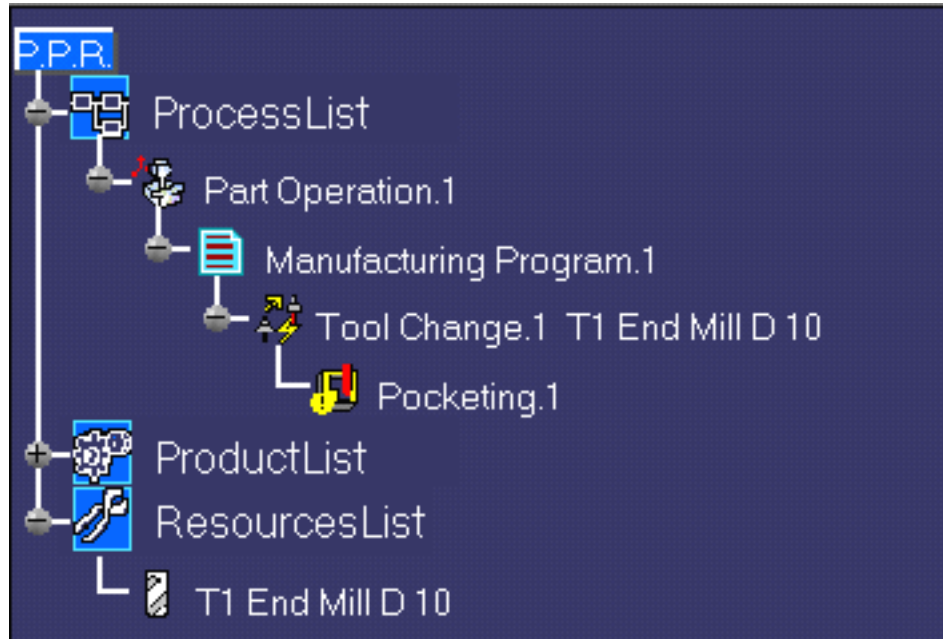 P.P.R.
ProcessList
Part Operation.1
Manufacturing Program.1
Tool Change.1 T1 End Mill D 10
Pocketing.1
ProductList
ResourcesList
T1 End Mill D 10